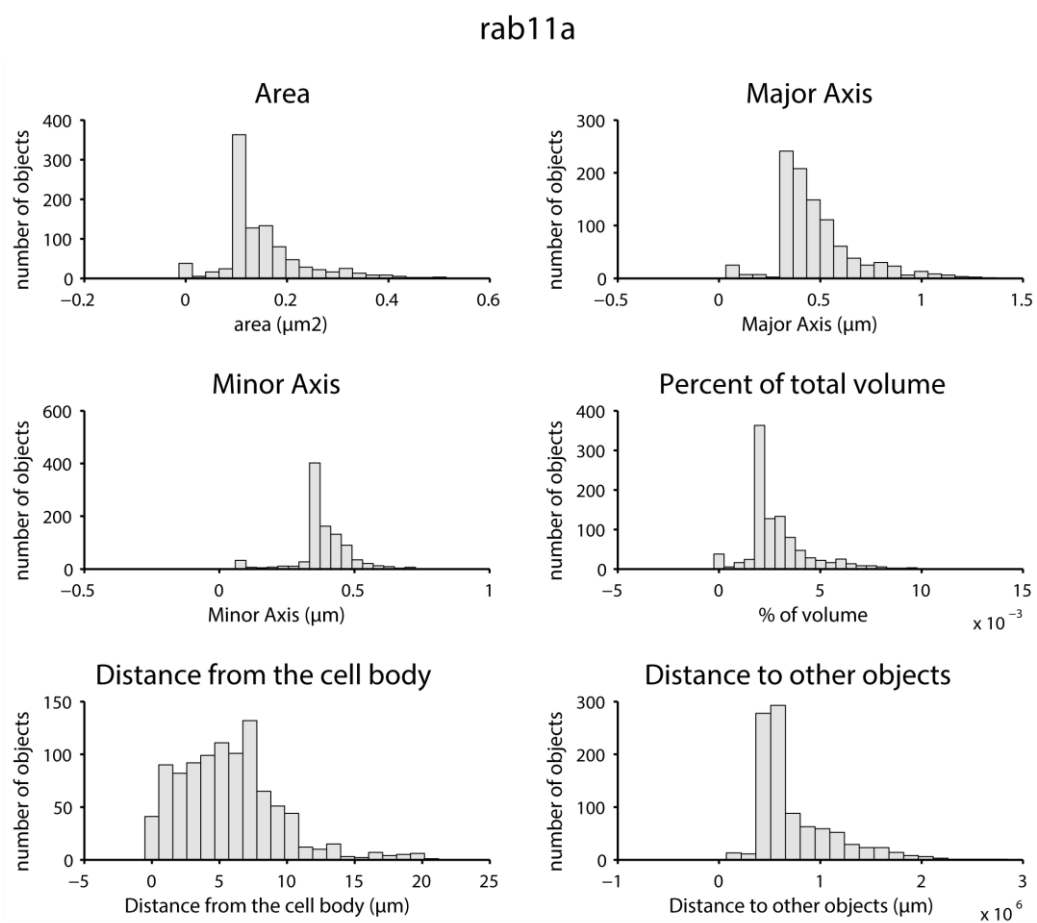 rab11a
Area
number of objects
400
300
200
100
0
−0.2
0
0.2
0.4
0.6
area (μm2)
Major Axis
number of objects
300
200
100
0
−0.5
0
0.5
1
1.5
Major Axis (μm)
Minor Axis
number of objects
600
400
200
0
−0.5
0
0.5
1
Minor Axis (μm)
Percent of total volume
number of objects
400
300
200
100
0
−5
0
5
10
15
% of volume
x 10 −3
Distance from the cell body
number of objects
150
100
50
0
−5
0
5
10
15
20
25
Distance from the cell body (μm)
Distance to other objects
number of objects
300
200
100
0
−1
0
1
2
3
Distance to other objects (μm)
x 10 6